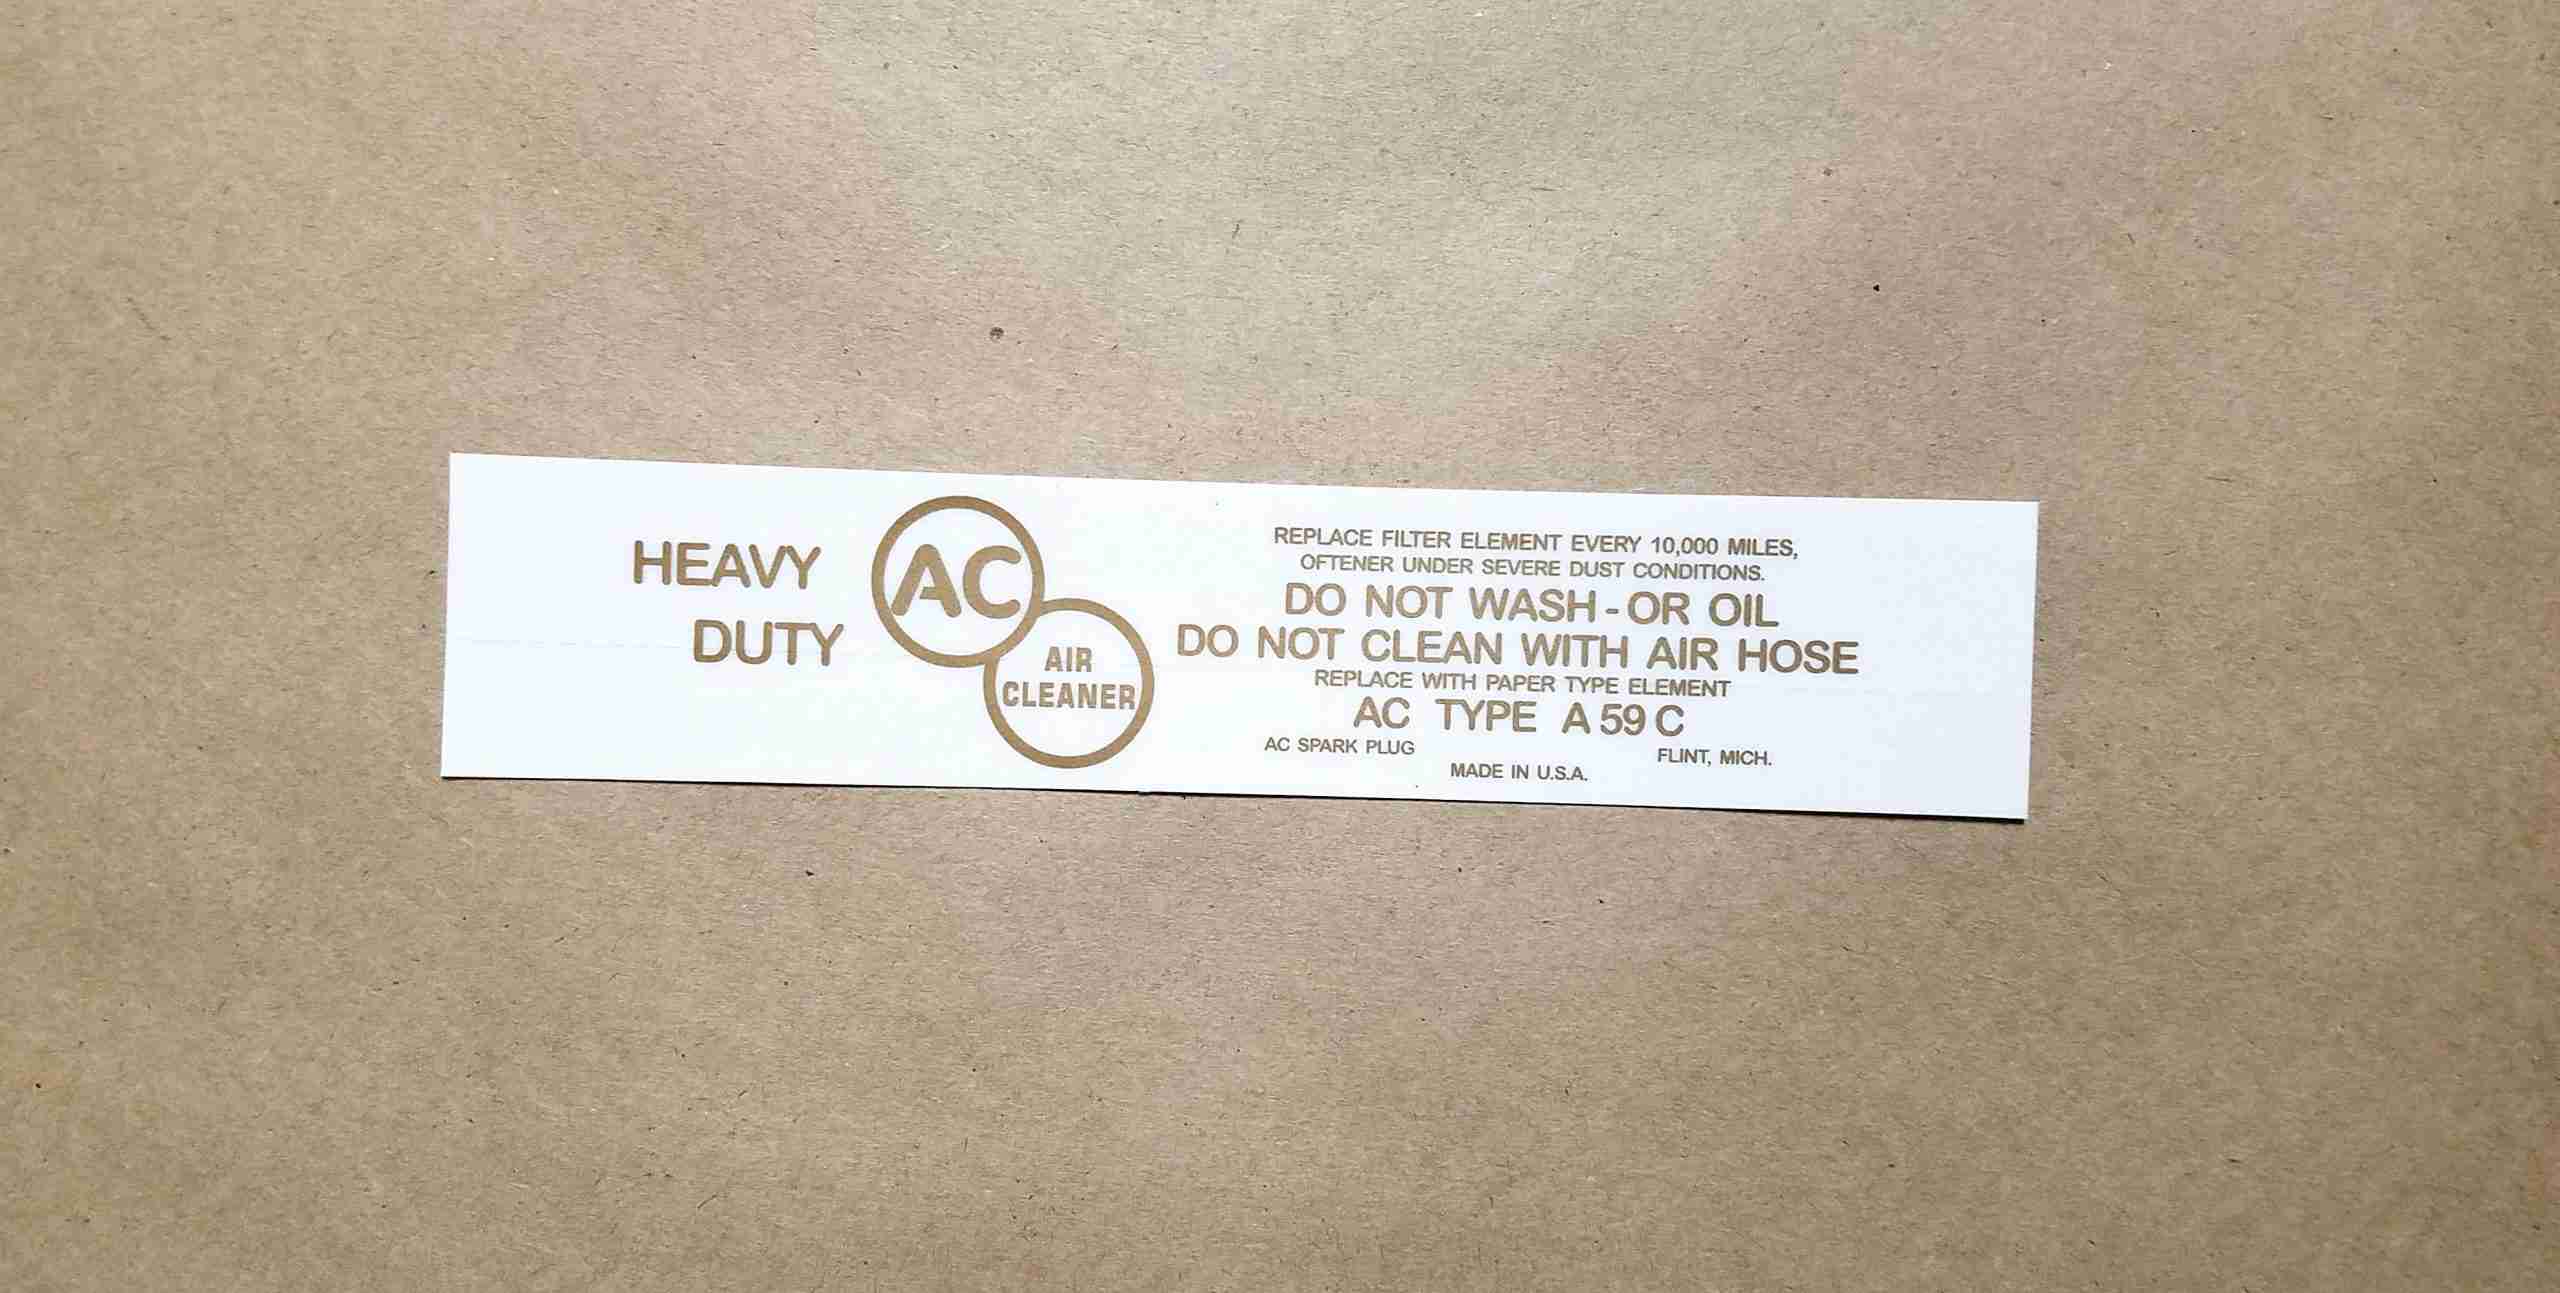 HEAVY
DUTY
AC
AIR
CLEANER
REPLACE FILTER ELEMENT EVERY 10,000 MILES,
OFTENER UNDER SEVERE DUST CONDITIONS.
DO NOT WASH - OR OIL
DO NOT CLEAN WITH AIR HOSE
REPLACE WITH PAPER TYPE ELEMENT
AC TYPE A 59 C
AC SPARK PLUG FLINT, MICH.
MADE IN U.S.A.